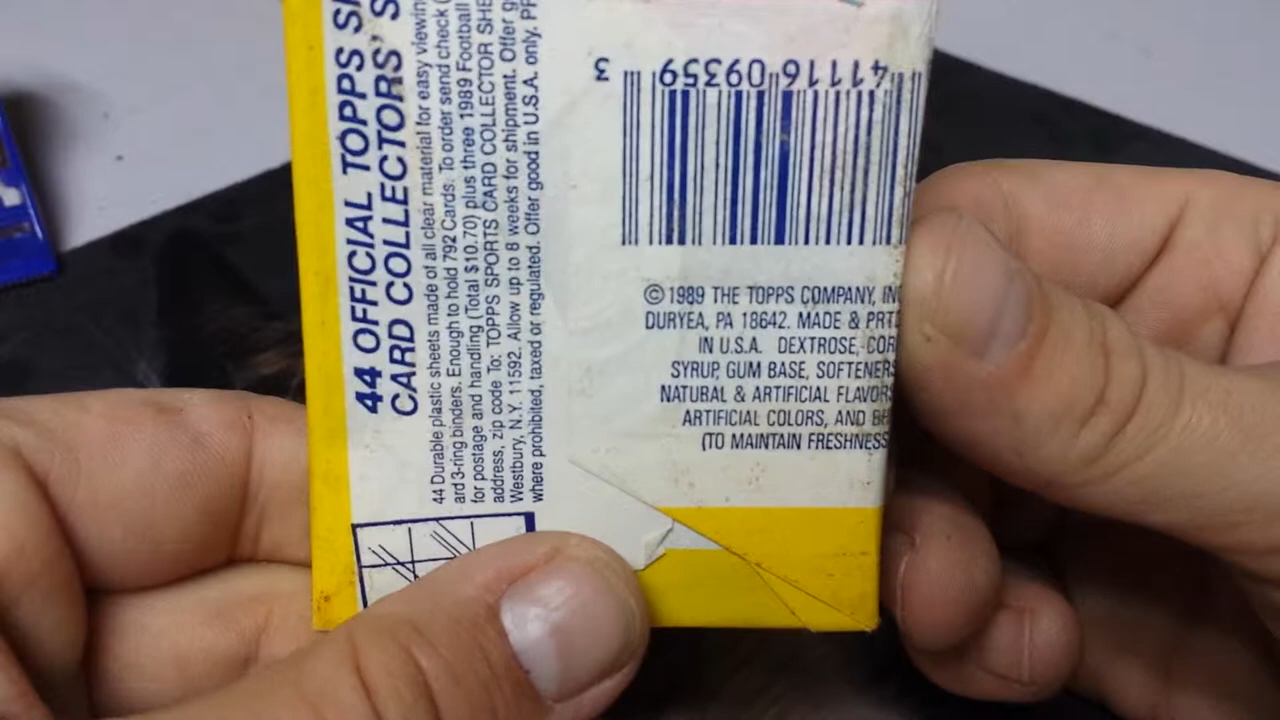 44 OFFICIAL TOPPS
CARD COLLECTORS'
44 Durable plastic sheets made of all clear material for easy viewing
ard 3-ring binders. Enough to hold 792 Cards. To order send check
for postage and handling (Total $10.70) plus three 1989 Football
address, zip code To: TOPPS SPORTS CARD COLLECTOR
Westbury, N.Y. 11592. Allow up to 8 weeks for shipment. Offer
where prohibited, taxed or regulated. Offer good in U.S.A. only.
41116 09359 3
© 1989 THE TOPPS COMPANY,
DURYEA, PA 18642. MADE &
IN U.S.A. DEXTROSE,
SYRUP, GUM BASE, SOFTENERS
NATURAL & ARTIFICIAL FLAVORS
ARTIFICIAL COLORS, AND
(TO MAINTAIN FRESHNESS